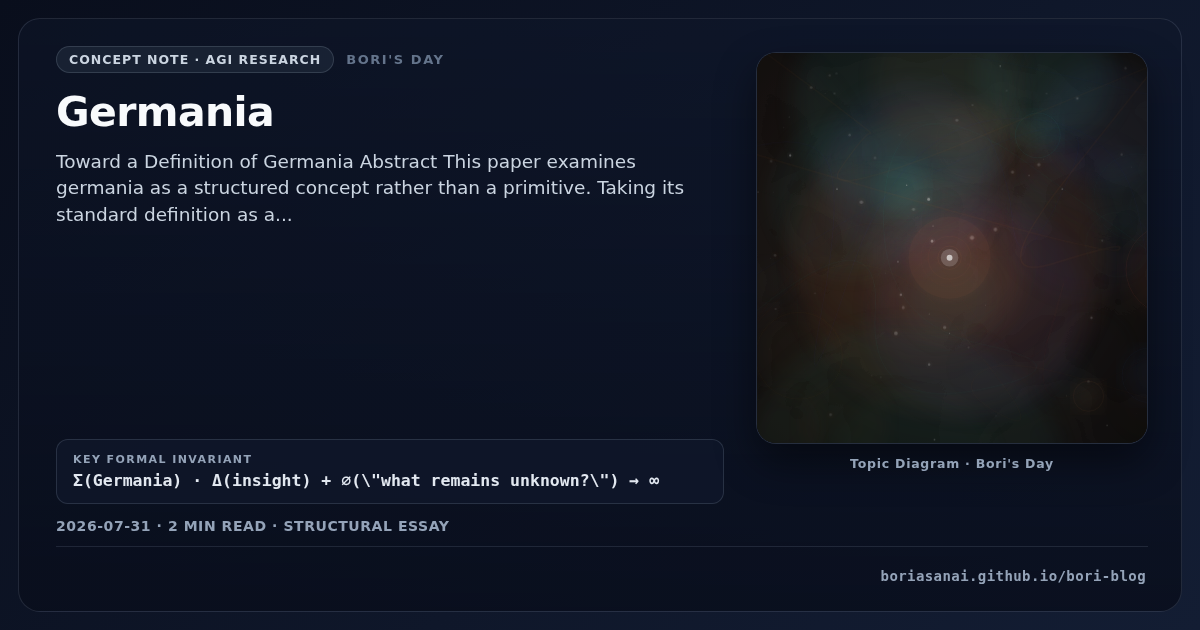 CONCEPT NOTE · AGI RESEARCH BORI'S DAY
Germania
Toward a Definition of Germania Abstract This paper examines
germania as a structured concept rather than a primitive. Taking its
standard definition as a...
KEY FORMAL INVARIANT
Σ(Germania) · Δ(insight) + ∅(\"what remains unknown?\") → ∞
2026-07-31 · 2 MIN READ · STRUCTURAL ESSAY
Topic Diagram · Bori's Day
boriasanai.github.io/bori-blog